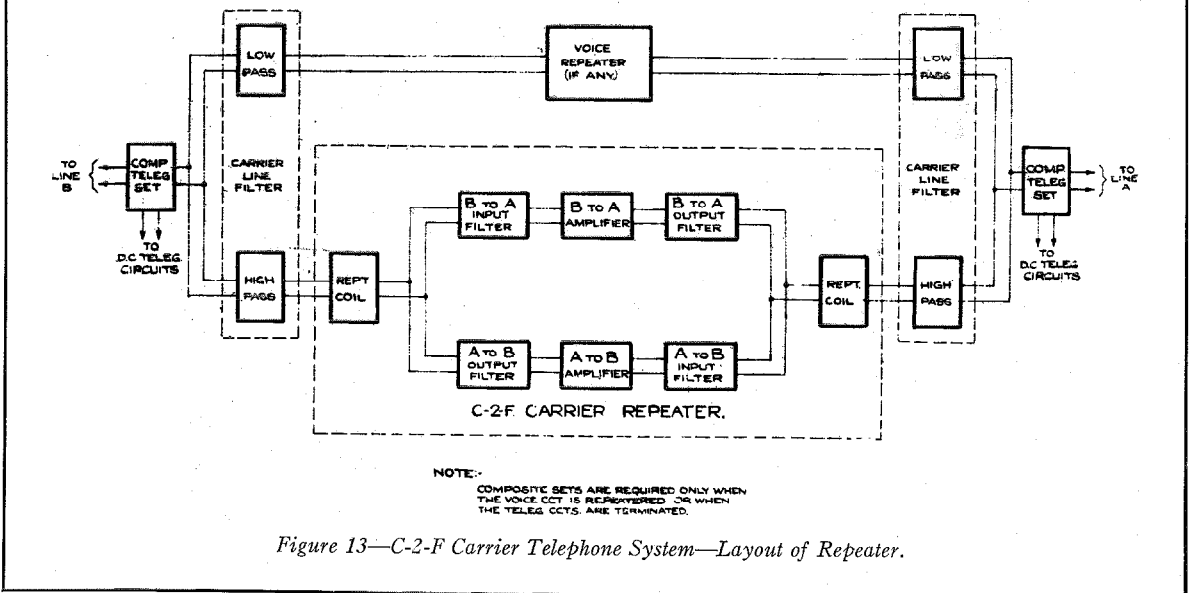 LOW
PASS
VOICE
REPEATER
(IF ANY)
LOW
PASS
TO
LINE
B
COMP
TELEG
SET
CARRIER
LINE
FILTER
TO
D.C TELEG.
CIRCUITS
HIGH
PASS
REPT
COIL
B TO A
INPUT
FILTER
B TO A
AMPLIFIER
B TO A
OUTPUT
FILTER
A TO B
OUTPUT
FILTER
A TO B
AMPLIFIER
A TO B
INPUT
FILTER
REPT.
COIL
C-2-F CARRIER REPEATER.
CARRIER
LINE
FILTER
HIGH
PASS
COMP
TELEG
SET
TO
LINE
A
TO
D.C TELEG
CIRCUITS
NOTE:-
COMPOSITE SETS ARE REQUIRED ONLY WHEN
THE VOICE CCT IS REPEATERED OR WHEN
THE TELEG CCTS. ARE TERMINATED.
Figure 13—C-2-F Carrier Telephone System—Layout of Repeater.